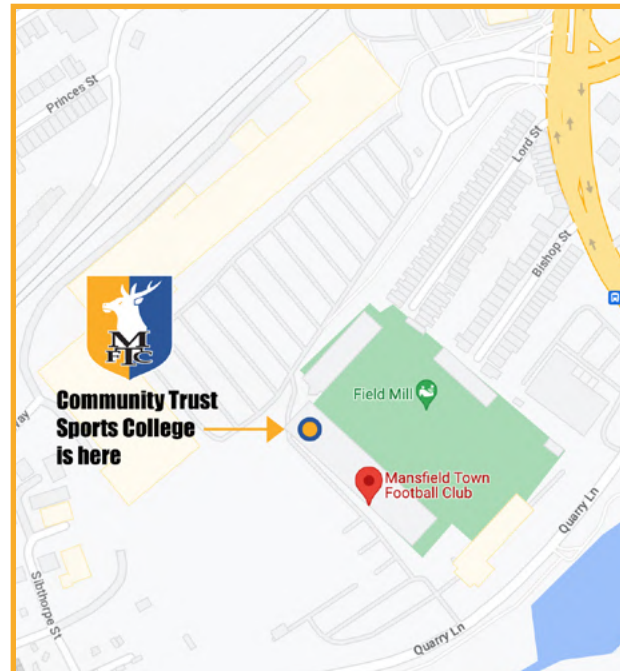 Princes St
Lord St
Bishop St
M
F T C
Community Trust
Sports College
is here
Field Mill
Mansfield Town
Football Club
Quarry Ln
Sibthorpe St
Quarry Ln